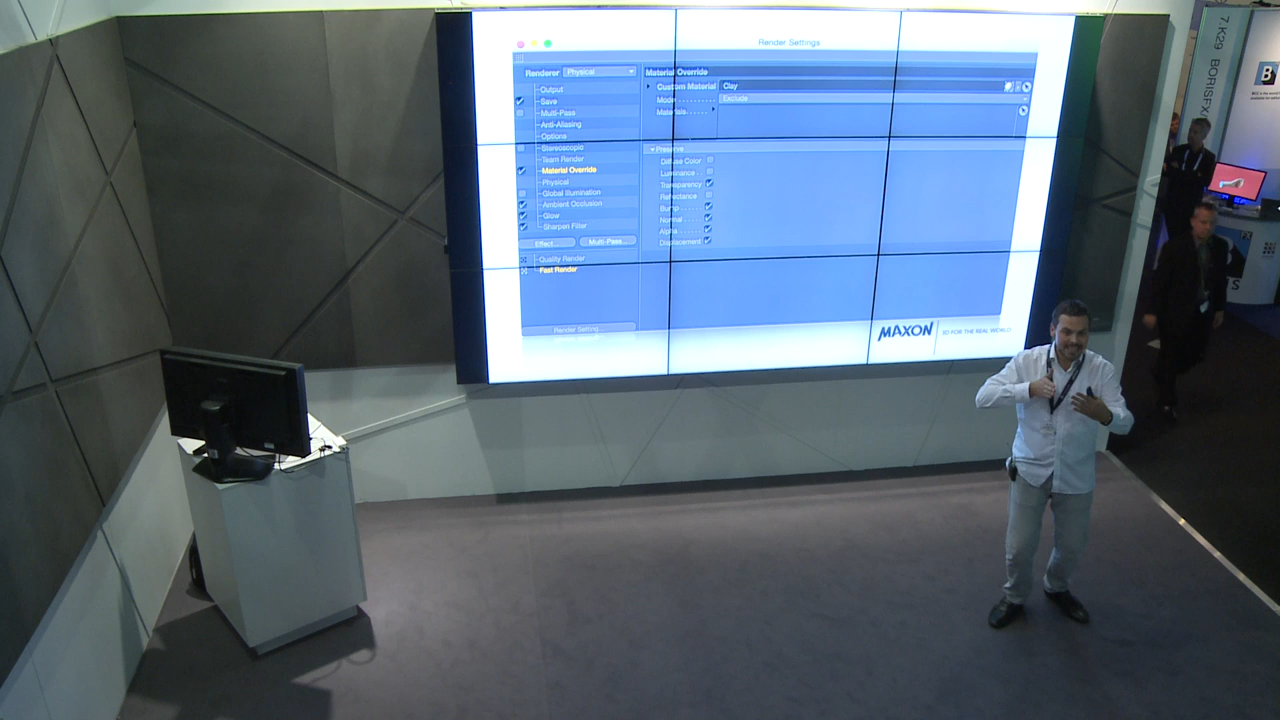 Render Settings
Renderer Physical
Output
Save
Multi-Pass
Anti-Aliasing
Options
Stereoscopic
Team Render
Material Override
Physical
Global Illumination
Ambient Occlusion
Glow
Sharpen Filter
Effect... Multi-Pass...
Quality Render
Fast Render
Render Setting...
Material Override
Custom Material Clay
Mode Exclude
Materials
Preserve
Diffuse Color
Luminance
Transparency
Reflectance
Bump
Normal
Alpha
Displacement
MAXON 3D FOR THE REAL WORLD
7.K29 BORISFX
B